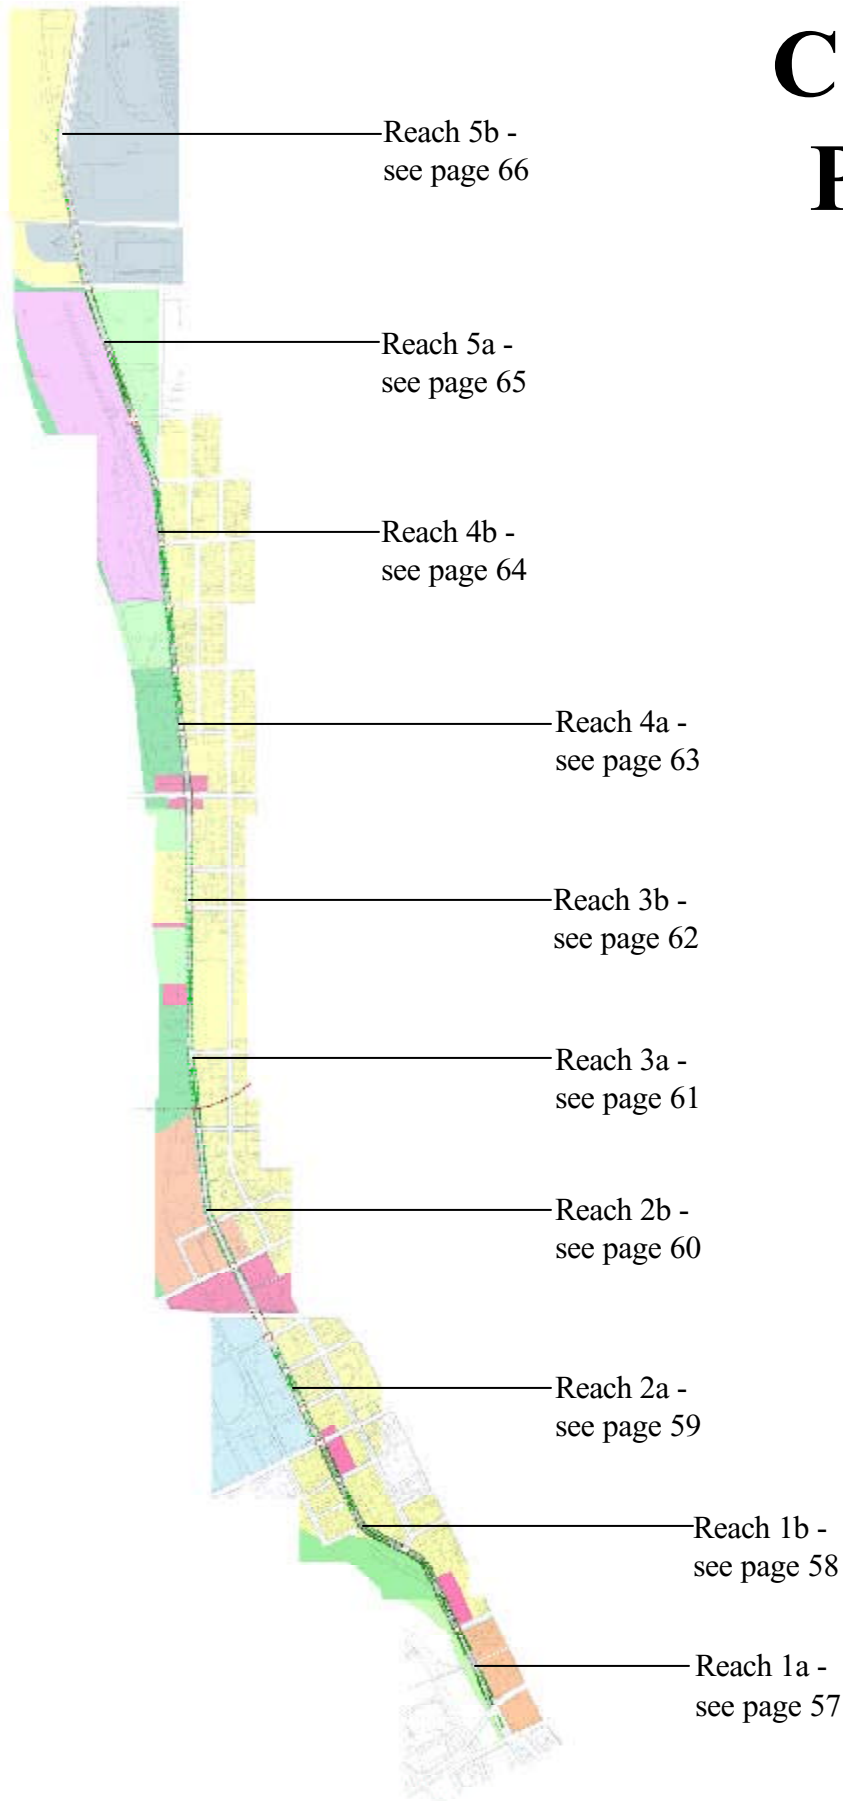 C
P
Reach 5b -
see page 66
Reach 5a -
see page 65
Reach 4b -
see page 64
Reach 4a -
see page 63
Reach 3b -
see page 62
Reach 3a -
see page 61
Reach 2b -
see page 60
Reach 2a -
see page 59
Reach 1b -
see page 58
Reach 1a -
see page 57